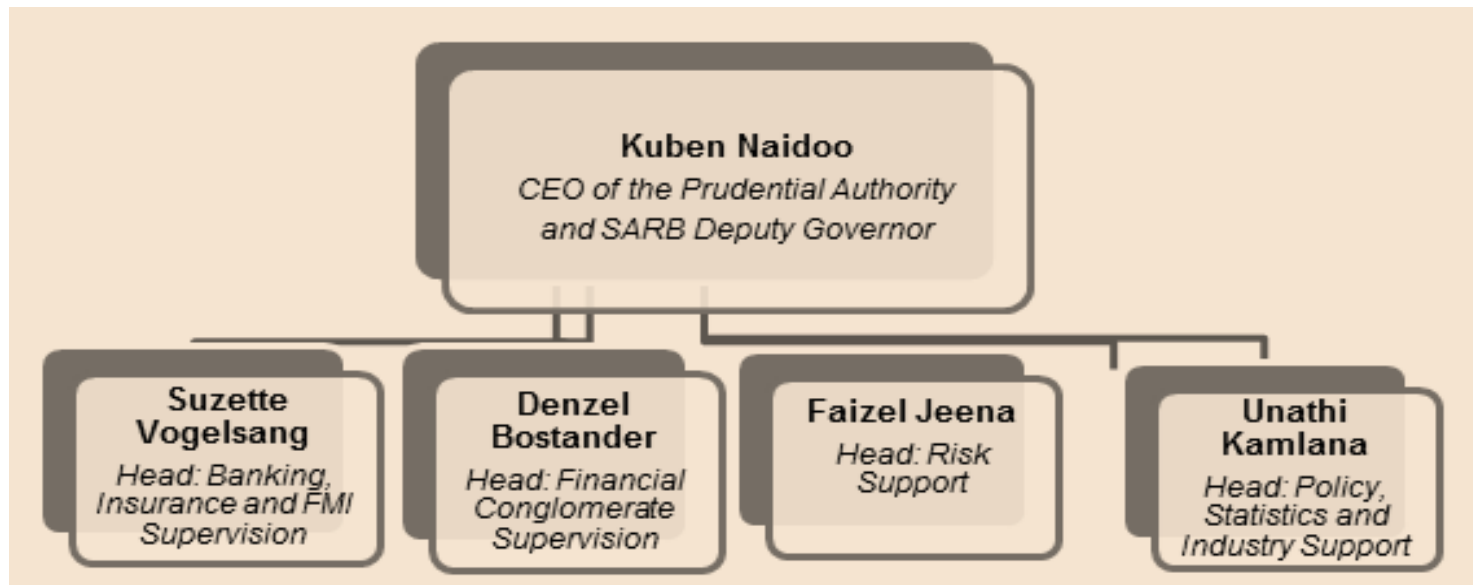 Kuben Naidoo
CEO of the Prudential Authority
and SARB Deputy Governor
Suzette
Vogelsang
Head: Banking,
Insurance and FMI
Supervision
Denzel
Bostander
Head: Financial
Conglomerate
Supervision
Faizel Jeena
Head: Risk
Support
Unathi
Kamlana
Head: Policy,
Statistics and
Industry Support